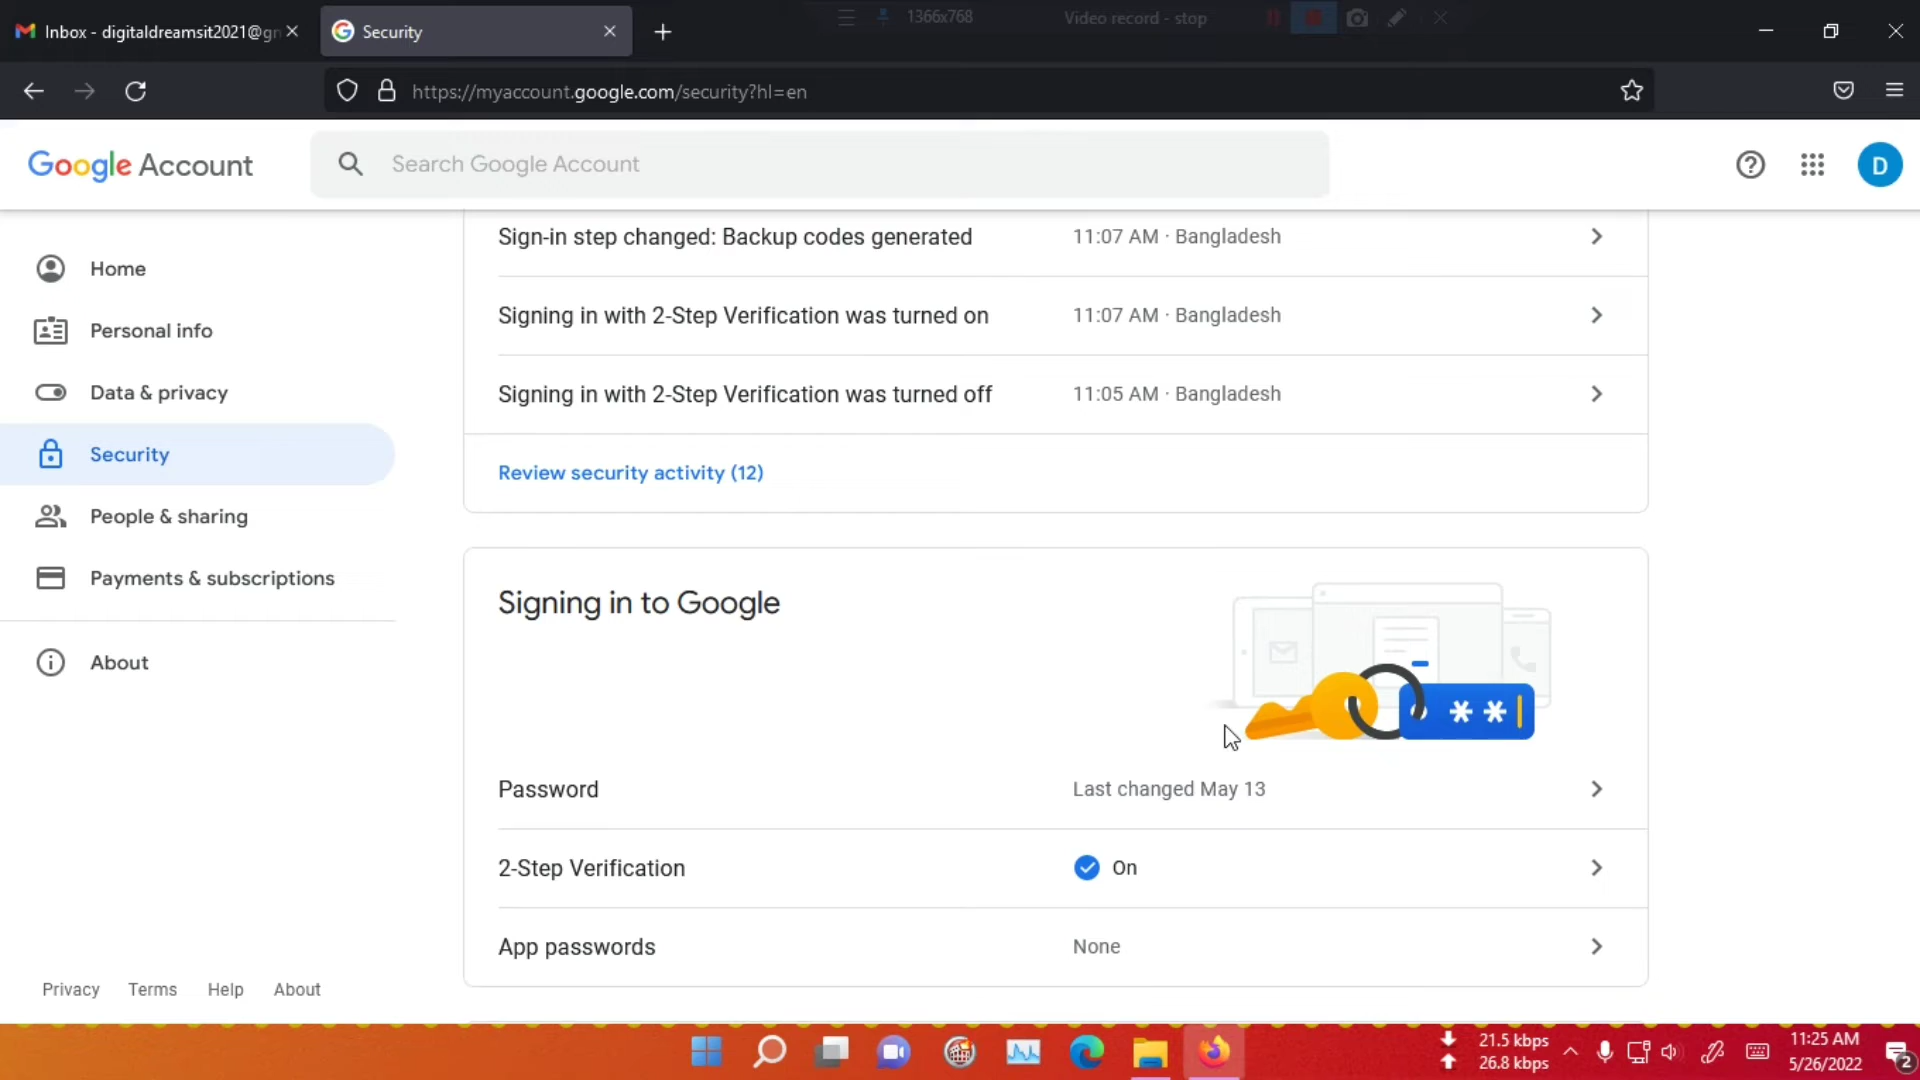 Inbox - digitaldreamsit2021@gm
Security
1366x768
Video record - stop
https://myaccount.google.com/security?hl=en
Google Account
Search Google Account
D
Home
Personal info
Data & privacy
Security
People & sharing
Payments & subscriptions
About
Privacy
Terms
Help
About
Sign-in step changed: Backup codes generated
11:07 AM · Bangladesh
Signing in with 2-Step Verification was turned on
11:07 AM · Bangladesh
Signing in with 2-Step Verification was turned off
11:05 AM · Bangladesh
Review security activity (12)
Signing in to Google
**
Password
Last changed May 13
2-Step Verification
On
App passwords
None
21.5 kbps
26.8 kbps
11:25 AM
5/26/2022
2